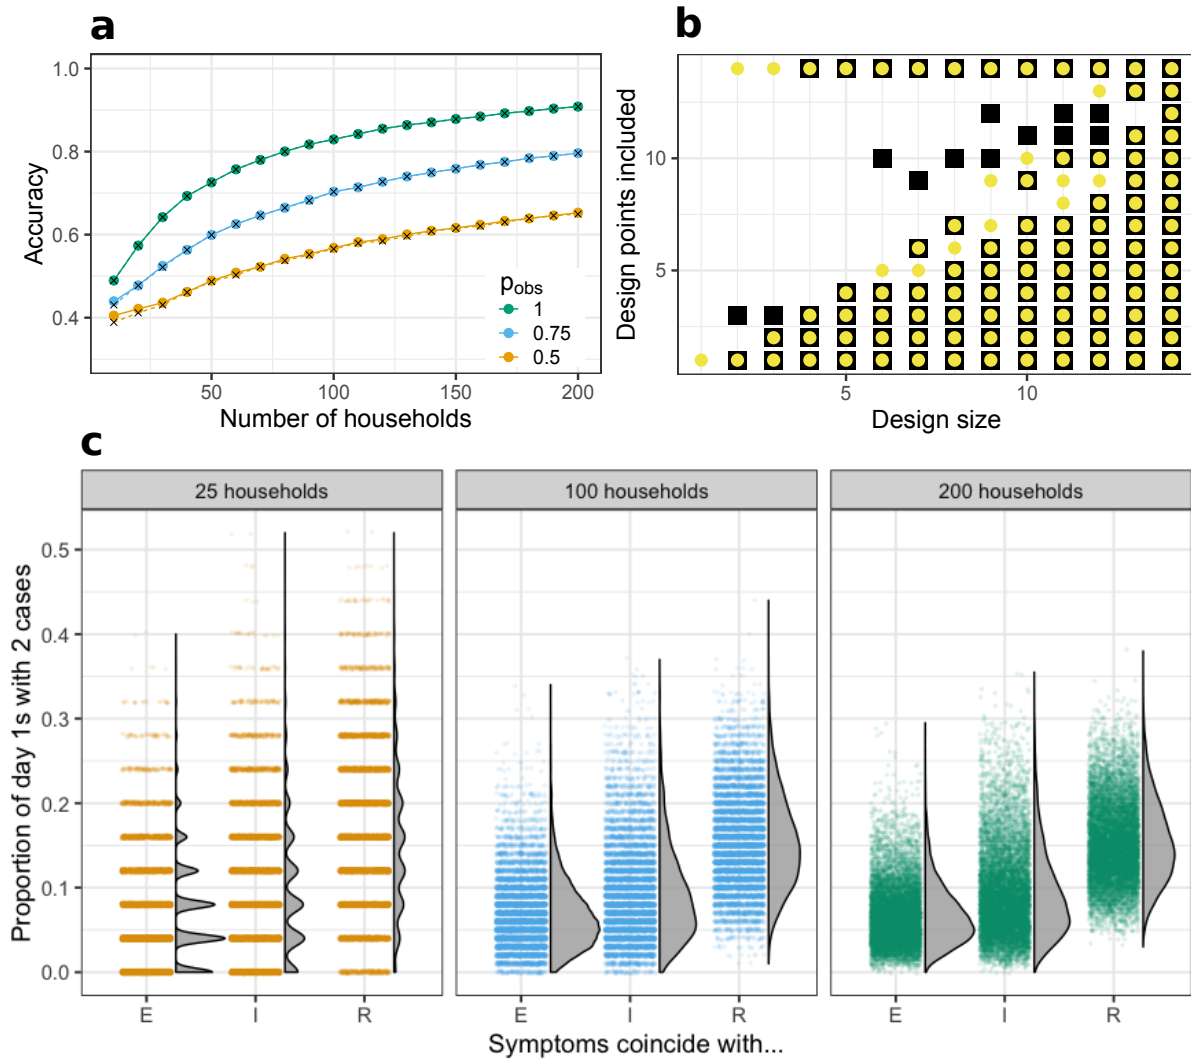 a
1.0
0.8
0.6
0.4
Accuracy
50
100
150
200
Number of households
pobs
1
0.75
0.5
b
10
5
Design points included
5
10
Design size
c
25 households
100 households
200 households
0.5
0.4
0.3
0.2
0.1
0.0
Proportion of day 1s with 2 cases
E
I
R
E
I
R
E
I
R
Symptoms coincide with...